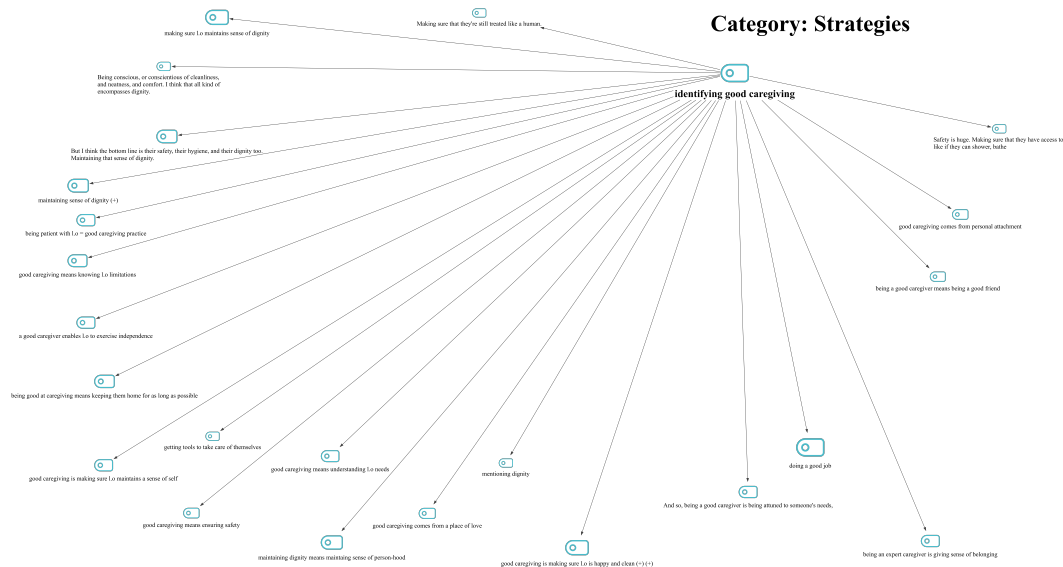 Category: Strategies
making sure l.o maintains sense of dignity
Making sure that they're still treated like a human.
identifying good caregiving
Being conscious, or conscientious of cleanliness,
and neatness, and comfort. I think that all kind of
encompasses dignity.
Safety is huge. Making sure that they have access to
like if they can shower, bathe
But I think the bottom line is their safety, their hygiene, and their dignity too.
Maintaining that sense of dignity.
maintaining sense of dignity (+)
being patient with l.o = good caregiving practice
good caregiving comes from personal attachment
good caregiving means knowing l.o limitations
being a good caregiver means being a good friend
a good caregiver enables l.o to exercise independence
being good at caregiving means keeping them home for as long as possible
getting tools to take care of themselves
good caregiving means understanding l.o needs
mentioning dignity
doing a good job
good caregiving is making sure l.o maintains a sense of self
And so, being a good caregiver is being attuned to someone's needs,
good caregiving means ensuring safety
good caregiving comes from a place of love
maintaining dignity means maintaing sense of person-hood
good caregiving is making sure l.o is happy and clean (+) (+)
being an expert caregiver is giving sense of belonging